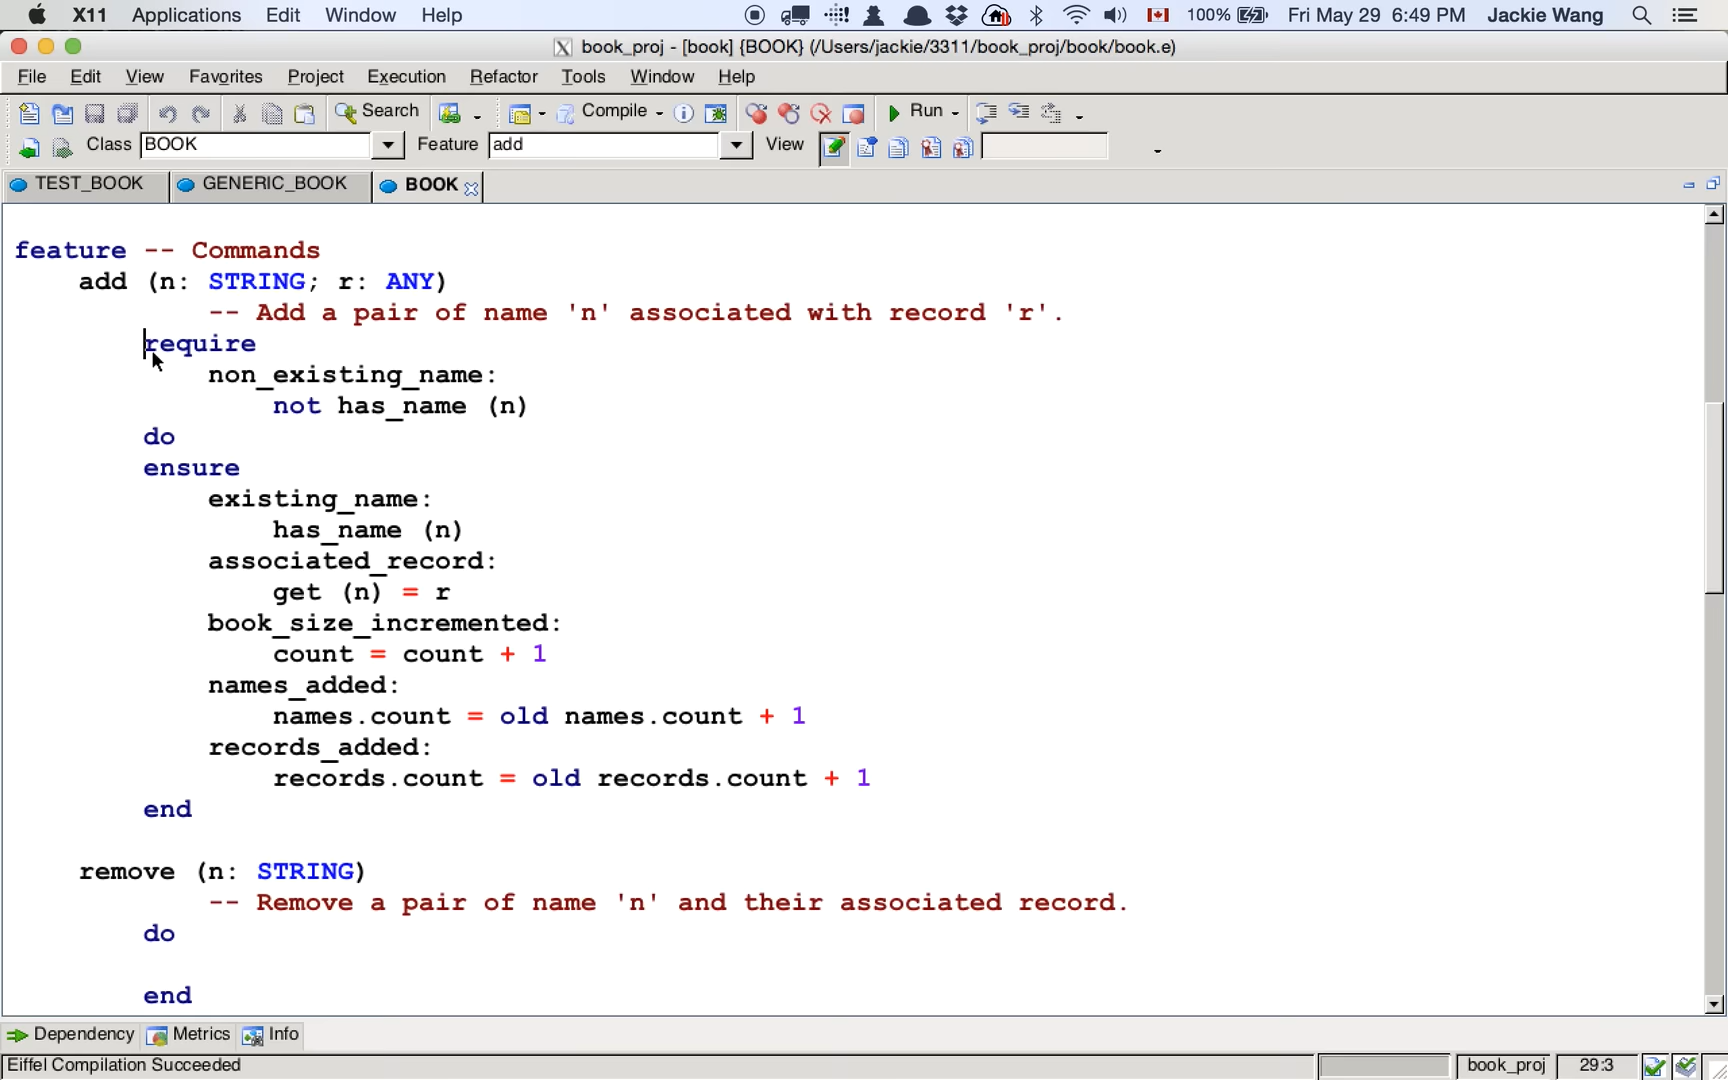 X11 Applications Edit Window Help 100% Fri May 29 6:49 PM Jackie Wang
book_proj - [book] {BOOK} (/Users/jackie/3311/book_proj/book/book.e)
File Edit View Favorites Project Execution Refactor Tools Window Help
Search Compile Run
Class BOOK Feature add View
TEST_BOOK GENERIC_BOOK BOOK
feature -- Commands
add (n: STRING; r: ANY)
-- Add a pair of name 'n' associated with record 'r'.
require
non_existing_name:
not has_name (n)
do
ensure
existing_name:
has_name (n)
associated_record:
get (n) = r
book_size_incremented:
count = count + 1
names_added:
names.count = old names.count + 1
records_added:
records.count = old records.count + 1
end
remove (n: STRING)
-- Remove a pair of name 'n' and their associated record.
do
end
Dependency Metrics Info
Eiffel Compilation Succeeded book_proj 29:3